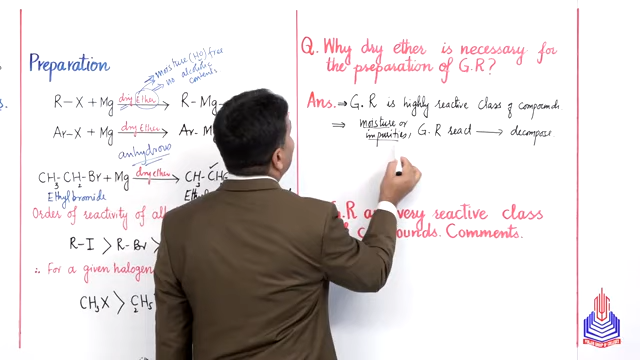 Preparation
moisture (H2O) free
no alcoholic
contents
R-X + Mg dry Ether R-Mg-
Ar-X + Mg dry Ether Ar-M
anhydrous
CH3-CH2-Br + Mg dry ether CH3-CH2
Ethylbromide Ethyl
Order of reactivity of al
R-I > R-Br >
∴ For a given halogen
CH3X > C2H5
Q. Why dry ether is necessary for
the preparation of G.R?
Ans. ⇒ G.R is highly reactive class of compounds
⇒ moisture or
impurities, G.R react → decompose
G.R are very reactive class
compounds. Comments.